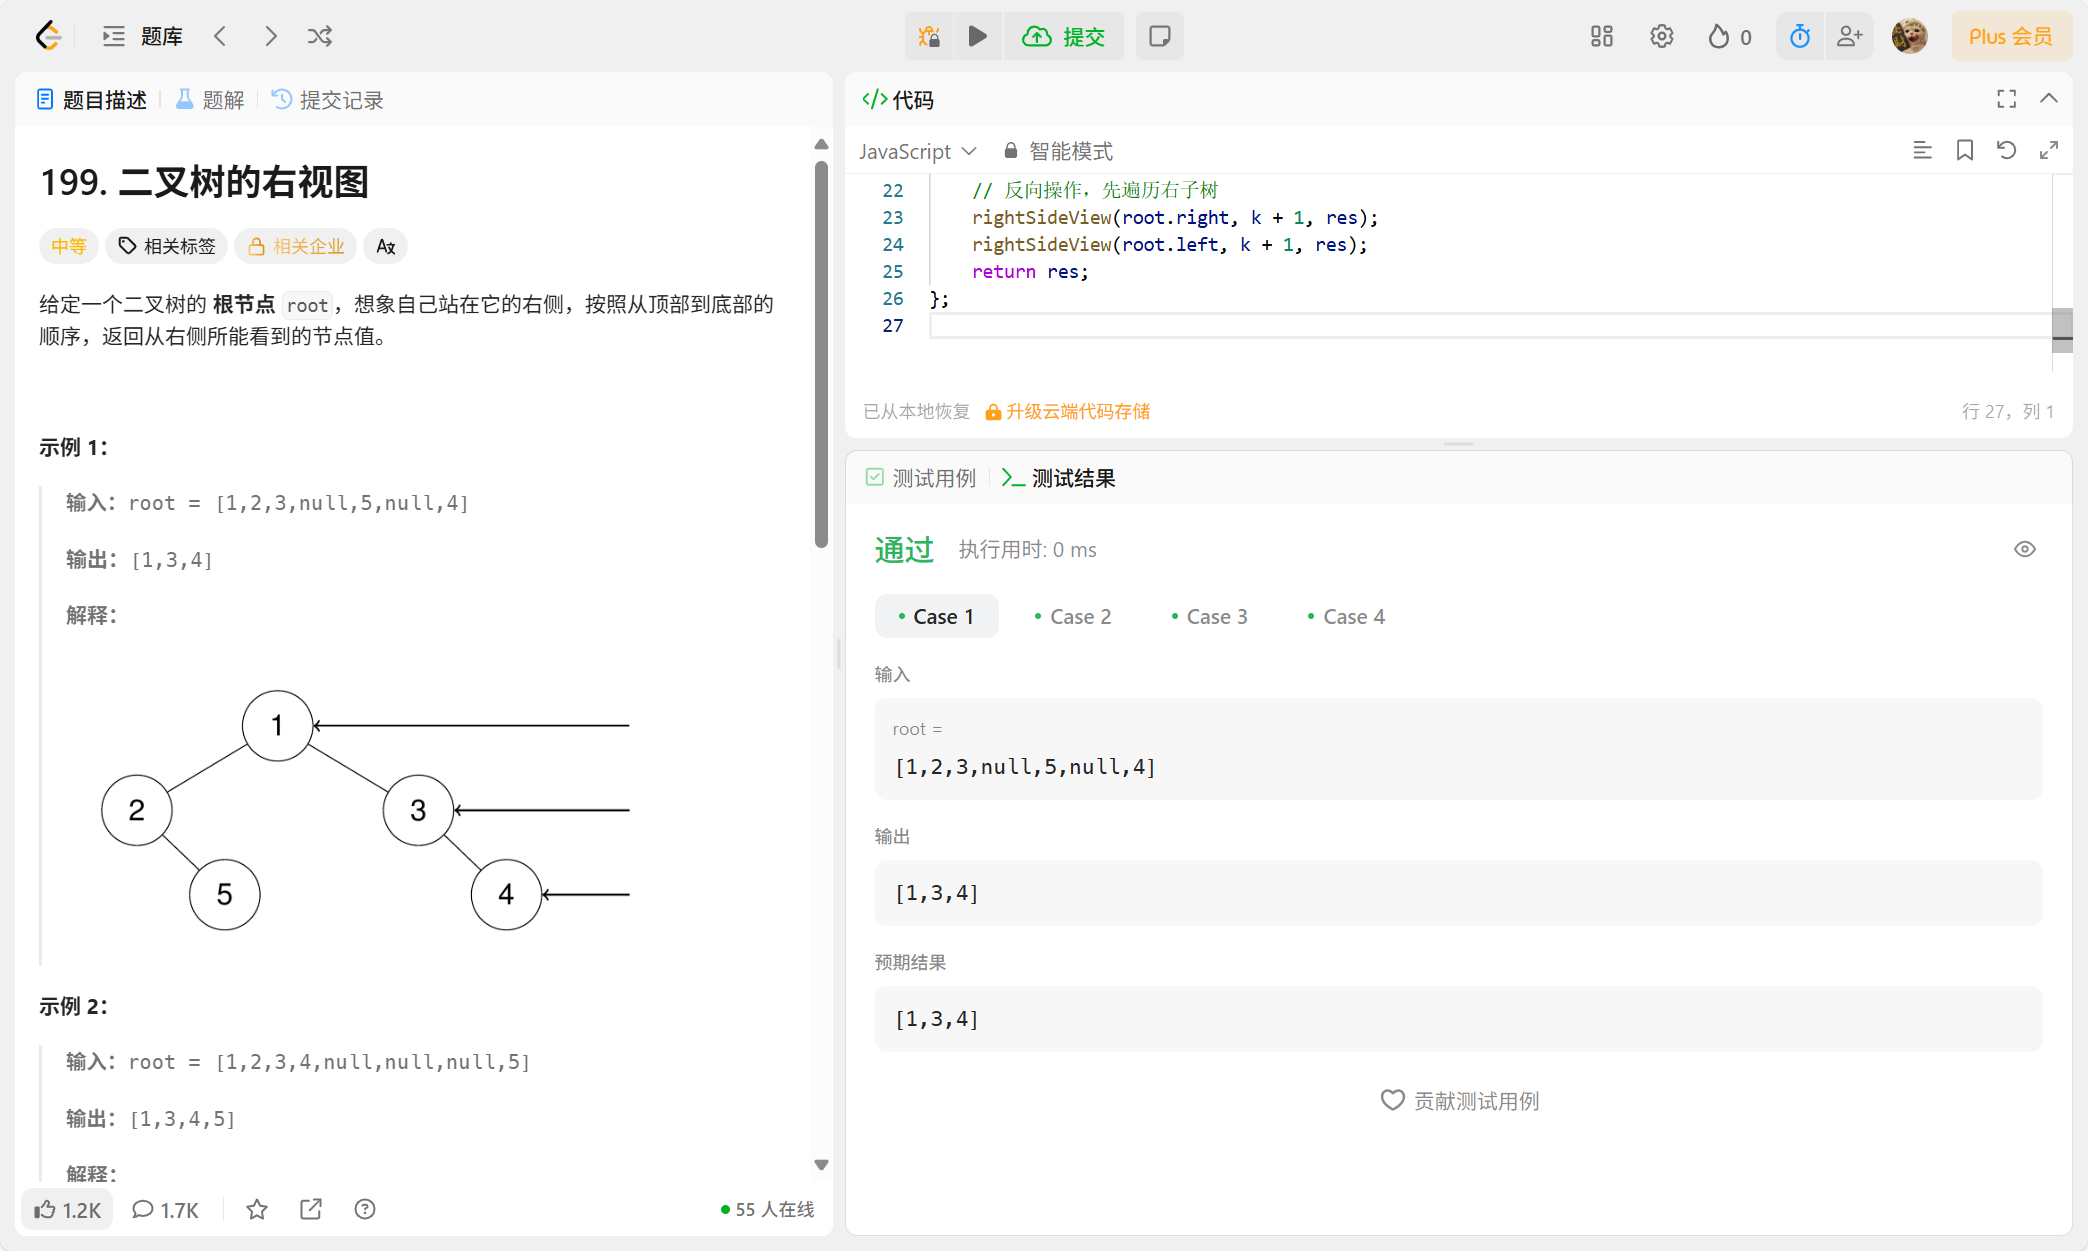 题库
提交
0
Plus 会员
题目描述
题解
提交记录
199. 二叉树的右视图
中等
相关标签
相关企业
给定一个二叉树的 根节点 root，想象自己站在它的右侧，按照从顶部到底部的
顺序，返回从右侧所能看到的节点值。
示例 1：
输入：root = [1,2,3,null,5,null,4]
输出：[1,3,4]
解释：
1
2
3
5
4
示例 2：
输入：root = [1,2,3,4,null,null,null,5]
输出：[1,3,4,5]
解释：
1.2K
1.7K
55 人在线
</> 代码
JavaScript
智能模式
22 // 反向操作，先遍历右子树
23 rightSideView(root.right, k + 1, res);
24 rightSideView(root.left, k + 1, res);
25 return res;
26 };
27
已从本地恢复
升级云端代码存储
行 27，列 1
测试用例
测试结果
通过
执行用时: 0 ms
Case 1
Case 2
Case 3
Case 4
输入
root =
[1,2,3,null,5,null,4]
输出
[1,3,4]
预期结果
[1,3,4]
贡献测试用例